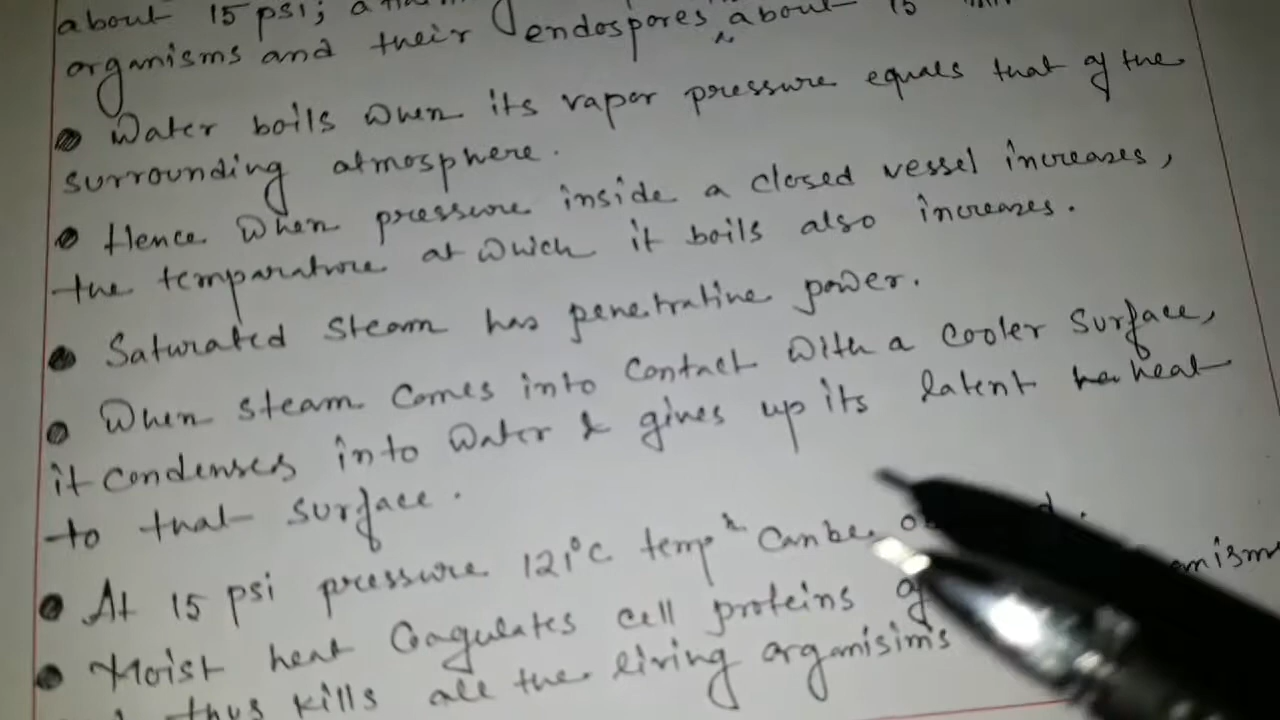 about 15 psi; a
organisms and their endospores about 15 min
• Water boils when its vapor pressure equals that of the
surrounding atmosphere.
• Hence when pressure inside a closed vessel increases,
the temparature at which it boils also increases.
• Saturated steam has penetrative power.
• When steam comes into contact with a cooler surface,
it condenses into water & gives up its latent heat
to that surface.
• At 15 psi pressure 121°C tempr can be
• Moist heat coagulates cell proteins of
thus kills all the living organisims